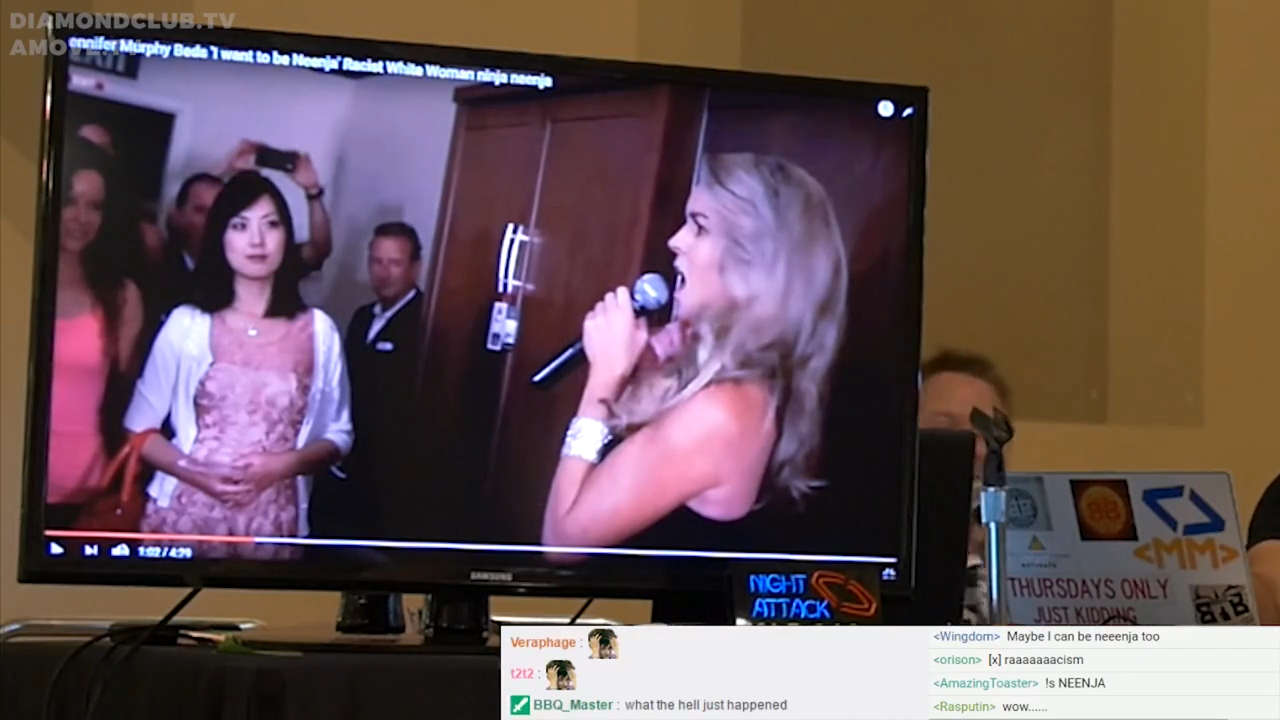 DIAMONDCLUB.TV
ennifer Murphy Beds 'I want to be Neenja' Racist White Woman ninja neenja
1:02 / 4:29
SAMSUNG
NIGHT
ATTACK
BB
<MM>
THURSDAYS ONLY
JUST KIDDING
Veraphage :
t2t2 :
BBQ_Master : what the hell just happened
<Wingdom> Maybe I can be neeenja too
<orison> [x] raaaaaaacism
<AmazingToaster> !s NEENJA
<Rasputin> wow......